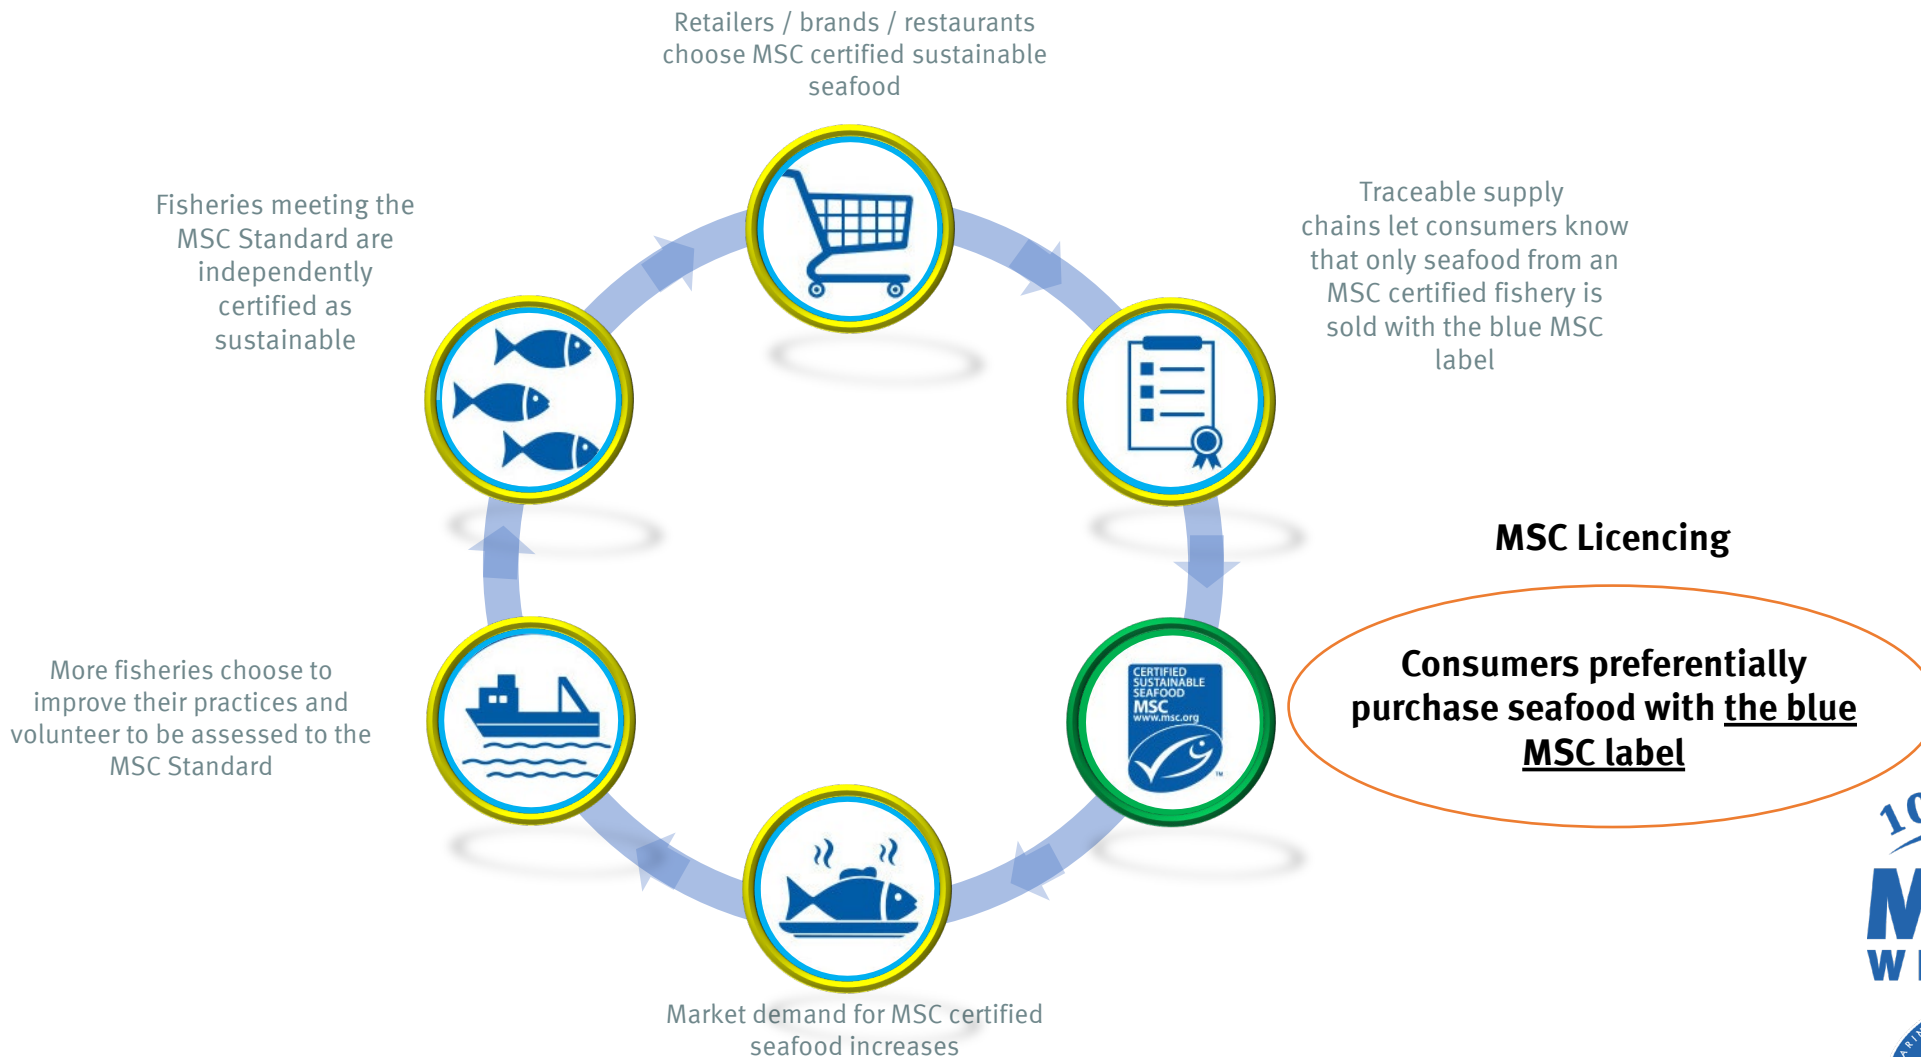 Retailers / brands / restaurants
choose MSC certified sustainable
seafood
Fisheries meeting the
MSC Standard are
independently
certified as
sustainable
Traceable supply
chains let consumers know
that only seafood from an
MSC certified fishery is
sold with the blue MSC
label
MSC Licencing
CERTIFIED
SUSTAINABLE
SEAFOOD
MSC
www.msc.org
TM
Consumers preferentially
purchase seafood with the blue
MSC label
More fisheries choose to
improve their practices and
volunteer to be assessed to the
MSC Standard
Market demand for MSC certified
seafood increases